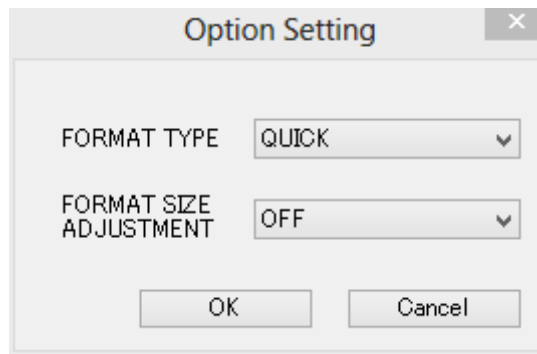 Option Setting
FORMAT TYPE
QUICK
FORMAT SIZE
ADJUSTMENT
OFF
OK
Cancel